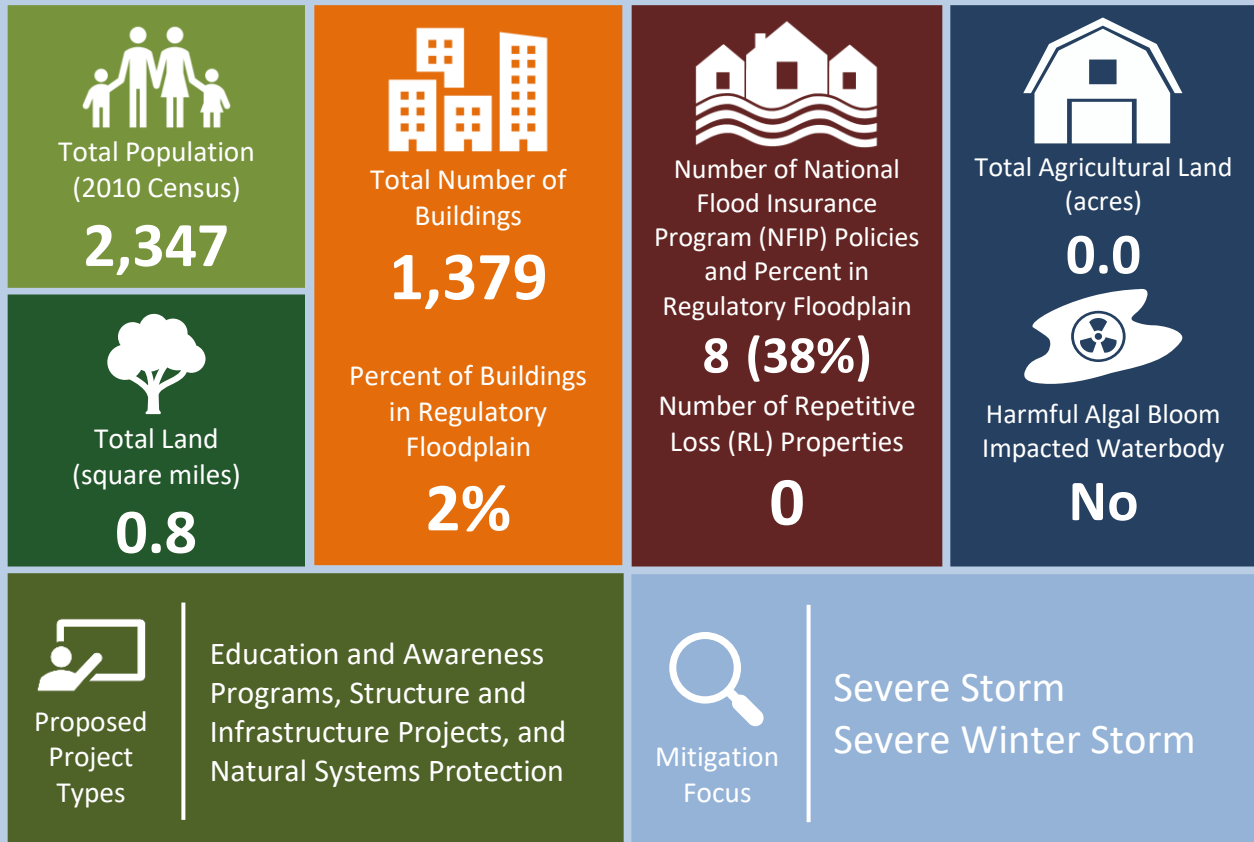 Total Population
(2010 Census)
2,347
Total Land
(square miles)
0.8
Total Number of
Buildings
1,379
Percent of Buildings
in Regulatory
Floodplain
2%
Number of National
Flood Insurance
Program (NFIP) Policies
and Percent in
Regulatory Floodplain
8 (38%)
Number of Repetitive
Loss (RL) Properties
0
Total Agricultural Land
(acres)
0.0
Harmful Algal Bloom
Impacted Waterbody
No
Proposed
Project
Types
Education and Awareness
Programs, Structure and
Infrastructure Projects, and
Natural Systems Protection
Mitigation
Focus
Severe Storm
Severe Winter Storm